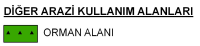 DİĞER ARAZİ KULLANIM ALANLARI
ORMAN ALANI